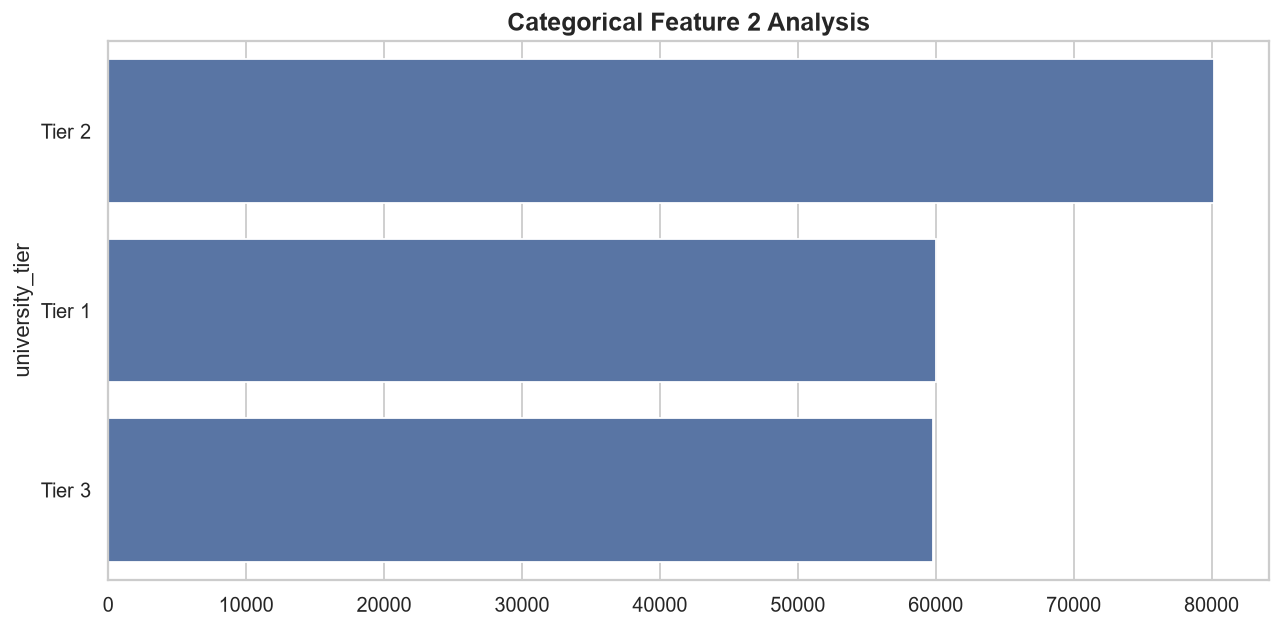 Categorical Feature 2 Analysis
university_tier
Tier 2
Tier 1
Tier 3
0 10000 20000 30000 40000 50000 60000 70000 80000